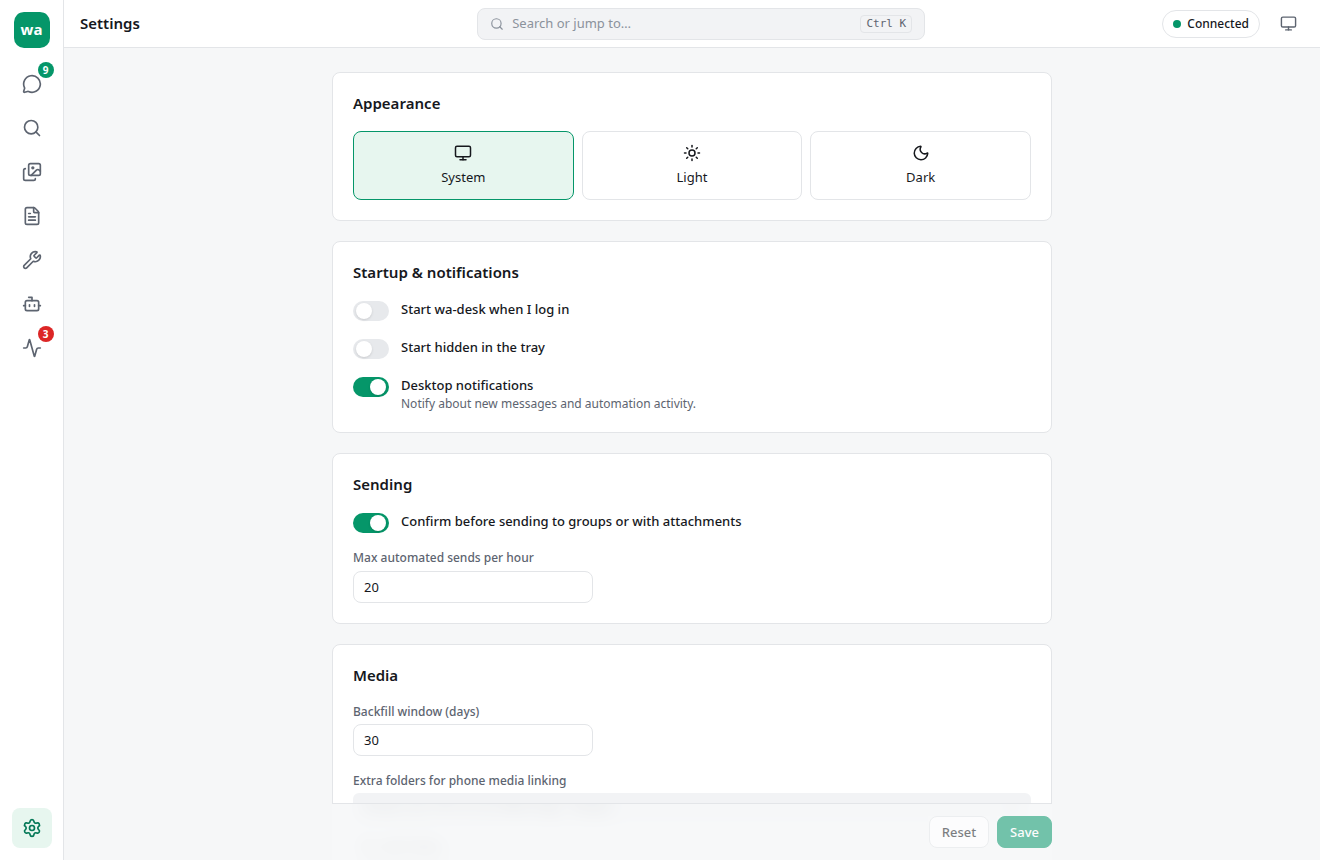 wa
Settings
Search or jump to...
Ctrl K
Connected
9
3
Appearance
System
Light
Dark
Startup & notifications
Start wa-desk when I log in
Start hidden in the tray
Desktop notifications
Notify about new messages and automation activity.
Sending
Confirm before sending to groups or with attachments
Max automated sends per hour
20
Media
Backfill window (days)
30
Extra folders for phone media linking
Reset
Save